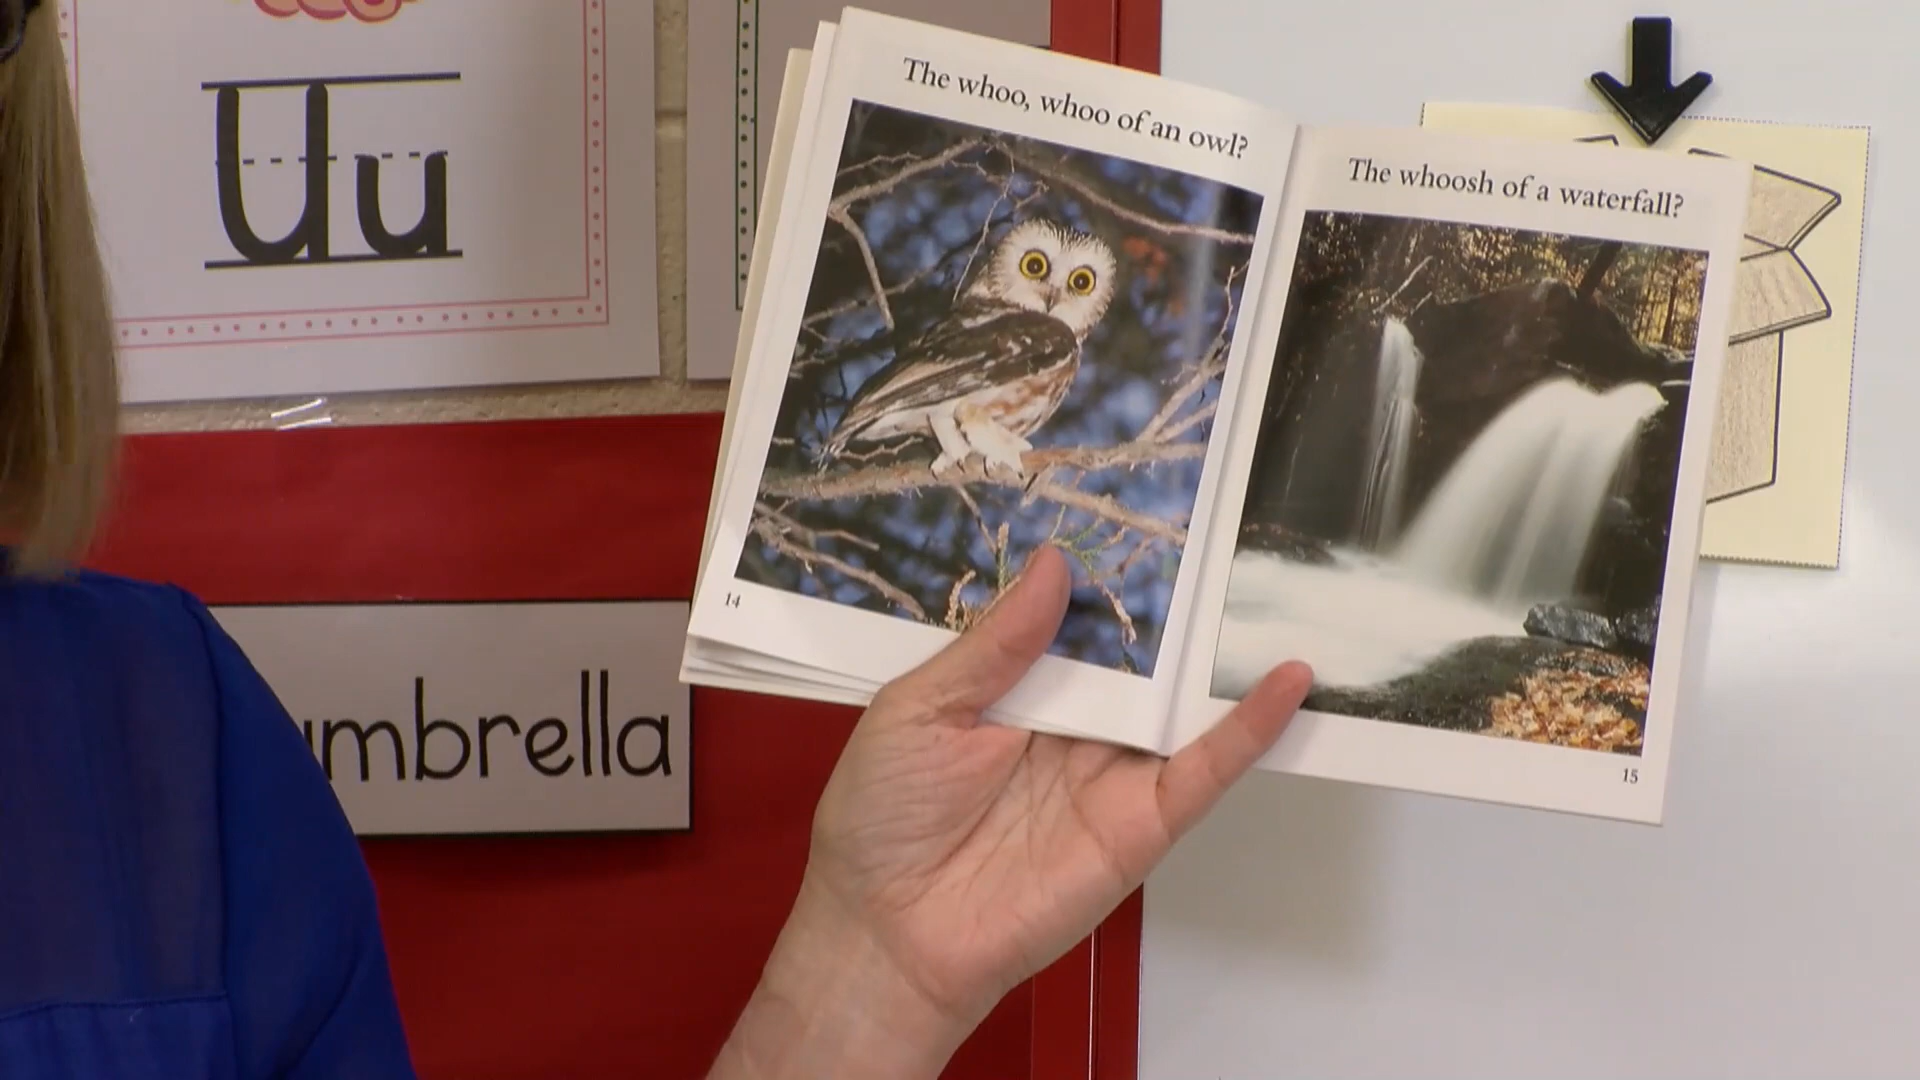 Uu
The whoo, whoo of an owl?
14
The whoosh of a waterfall?
15
umbrella